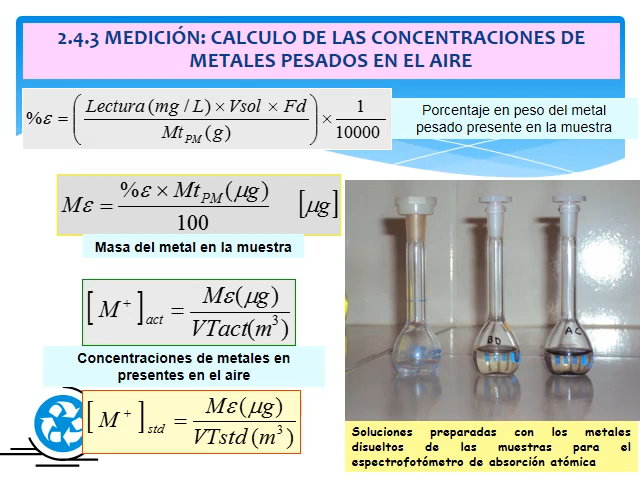 2.4.3 MEDICIÓN: CALCULO DE LAS CONCENTRACIONES DE
METALES PESADOS EN EL AIRE
%ε = (Lectura (mg / L) × Vsol × Fd / Mt_PM (g)) × 1 / 10000
Porcentaje en peso del metal
pesado presente en la muestra
Mε = %ε × Mt_PM (μg) / 100 [μg]
Masa del metal en la muestra
[M⁺]_act = Mε(μg) / VTact(m³)
Concentraciones de metales en
presentes en el aire
[M⁺]_std = Mε(μg) / VTstd (m³)
BD
AC
Soluciones preparadas con los metales
disueltos de las muestras para el
espectrofotómetro de absorción atómica